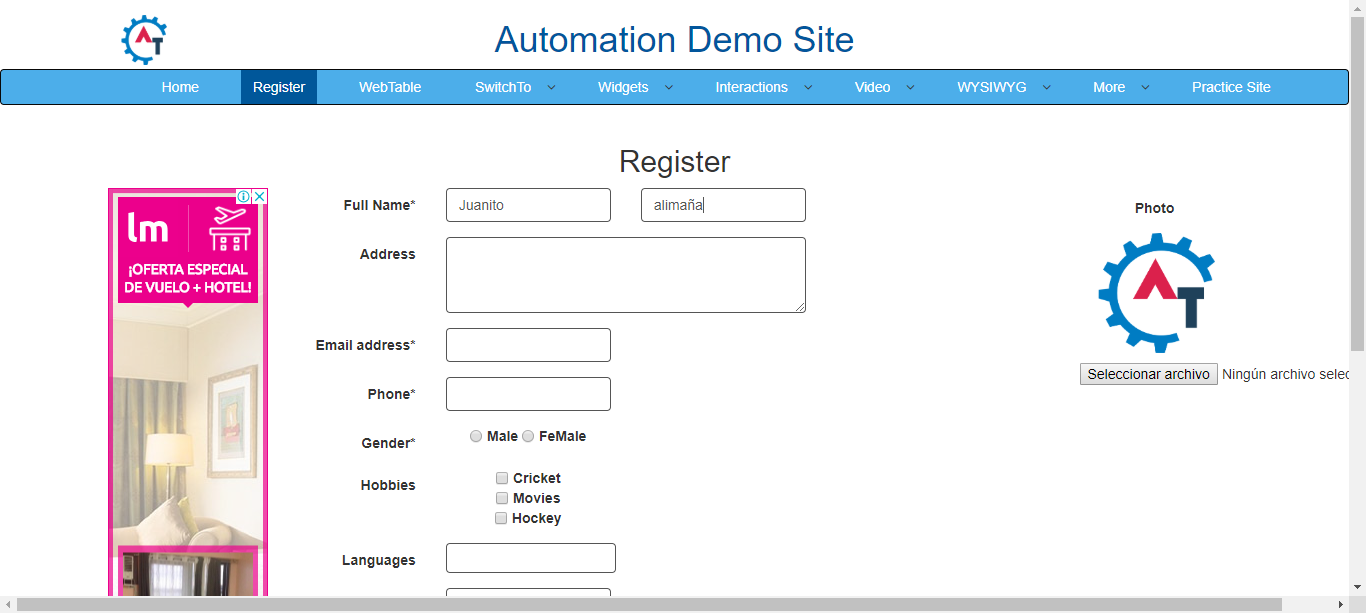 AT
Automation Demo Site
Home Register WebTable SwitchTo Widgets Interactions Video WYSIWYG More Practice Site
Register
lm
¡OFERTA ESPECIAL
DE VUELO + HOTEL!
Full Name* Juanito alimaña
Address
Email address*
Phone*
Gender* Male FeMale
Hobbies Cricket
Movies
Hockey
Languages
Photo
AT
Seleccionar archivo Ningún archivo selec